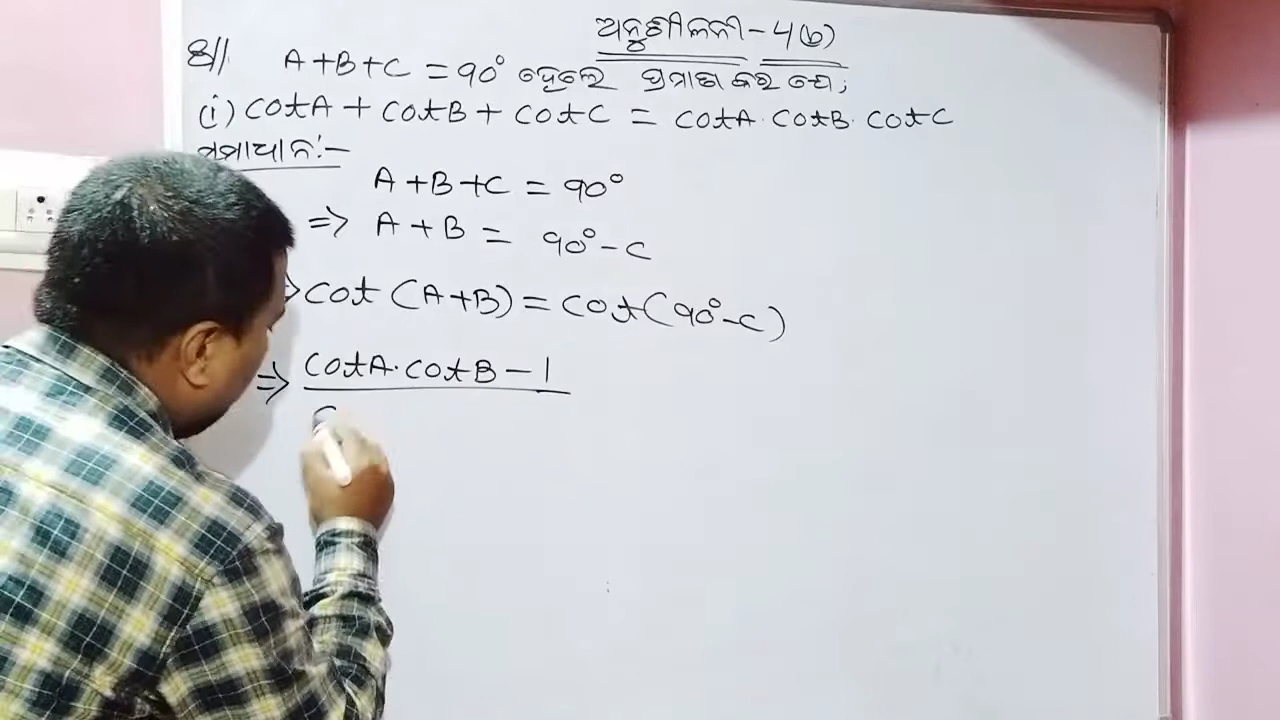 ଅନୁଶୀଳନୀ - 4(b)
8// A+B+C = 90° ହେଲେ ପ୍ରମାଣ କର ଯେ;
(i) cotA + cotB + cotC = cotA. cotB. cotC
ସମାଧାନ:-
A+B+C = 90°
⇒ A+B = 90°-C
⇒ cot (A+B) = cot(90°-C)
⇒ cotA.cotB-1